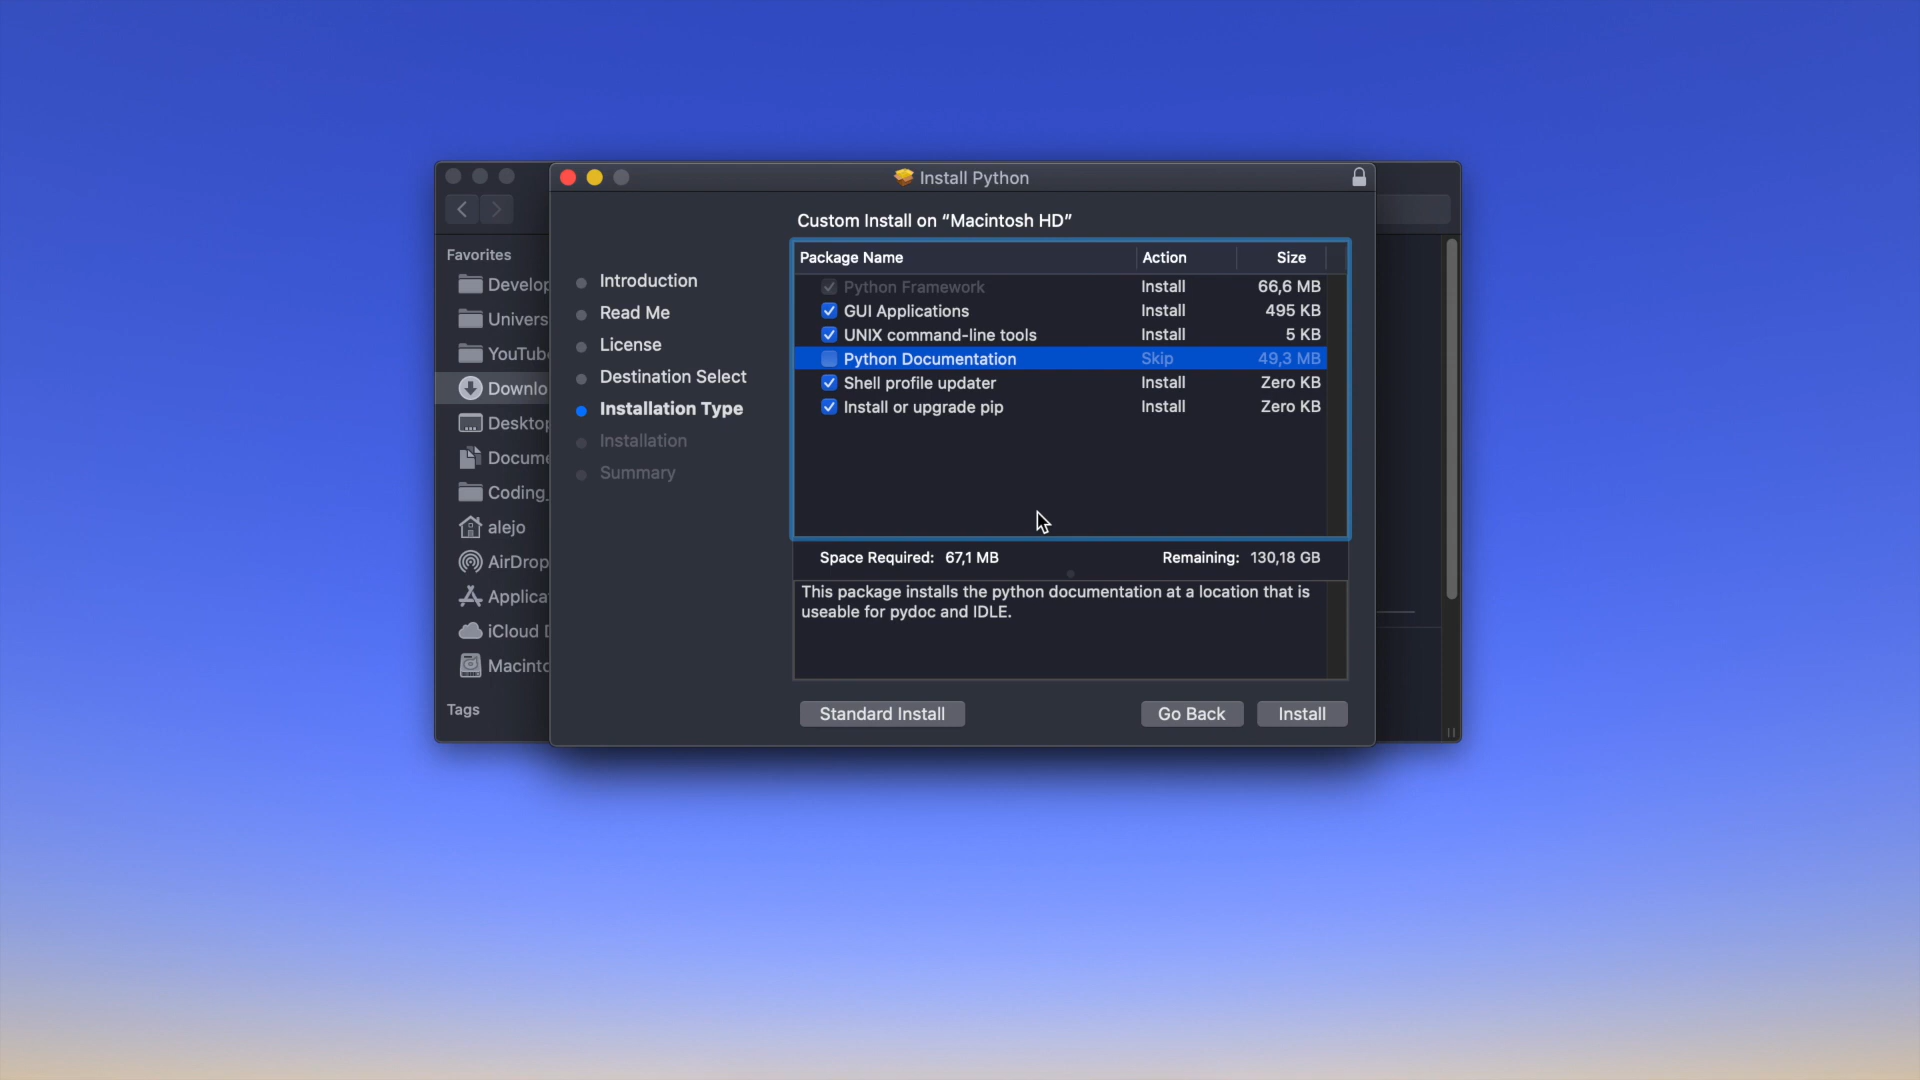 Install Python
Custom Install on “Macintosh HD”
Favorites
Develop
Univers
YouTub
Downlo
Desktop
Docume
Coding_
alejo
AirDrop
Applica
iCloud D
Macinto
Tags
Introduction
Read Me
License
Destination Select
Installation Type
Installation
Summary
Package Name Action Size
Python Framework Install 66,6 MB
GUI Applications Install 495 KB
UNIX command-line tools Install 5 KB
Python Documentation Skip 49,3 MB
Shell profile updater Install Zero KB
Install or upgrade pip Install Zero KB
Space Required: 67,1 MB Remaining: 130,18 GB
This package installs the python documentation at a location that is
useable for pydoc and IDLE.
Standard Install Go Back Install